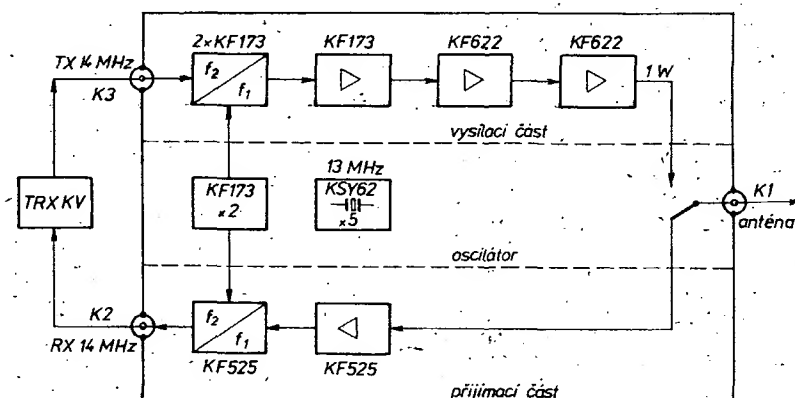 2×KF173
KF173
KF622
KF622
TX 14 MHz
K3
f₂
f₁
1 W
vysílací část
13 MHz
TRX KV
KF173
×2
KSY62
×5
K1
anténa
oscilátor
K2
RX 14 MHz
f₂
f₁
KF525
KF525
přijímací část